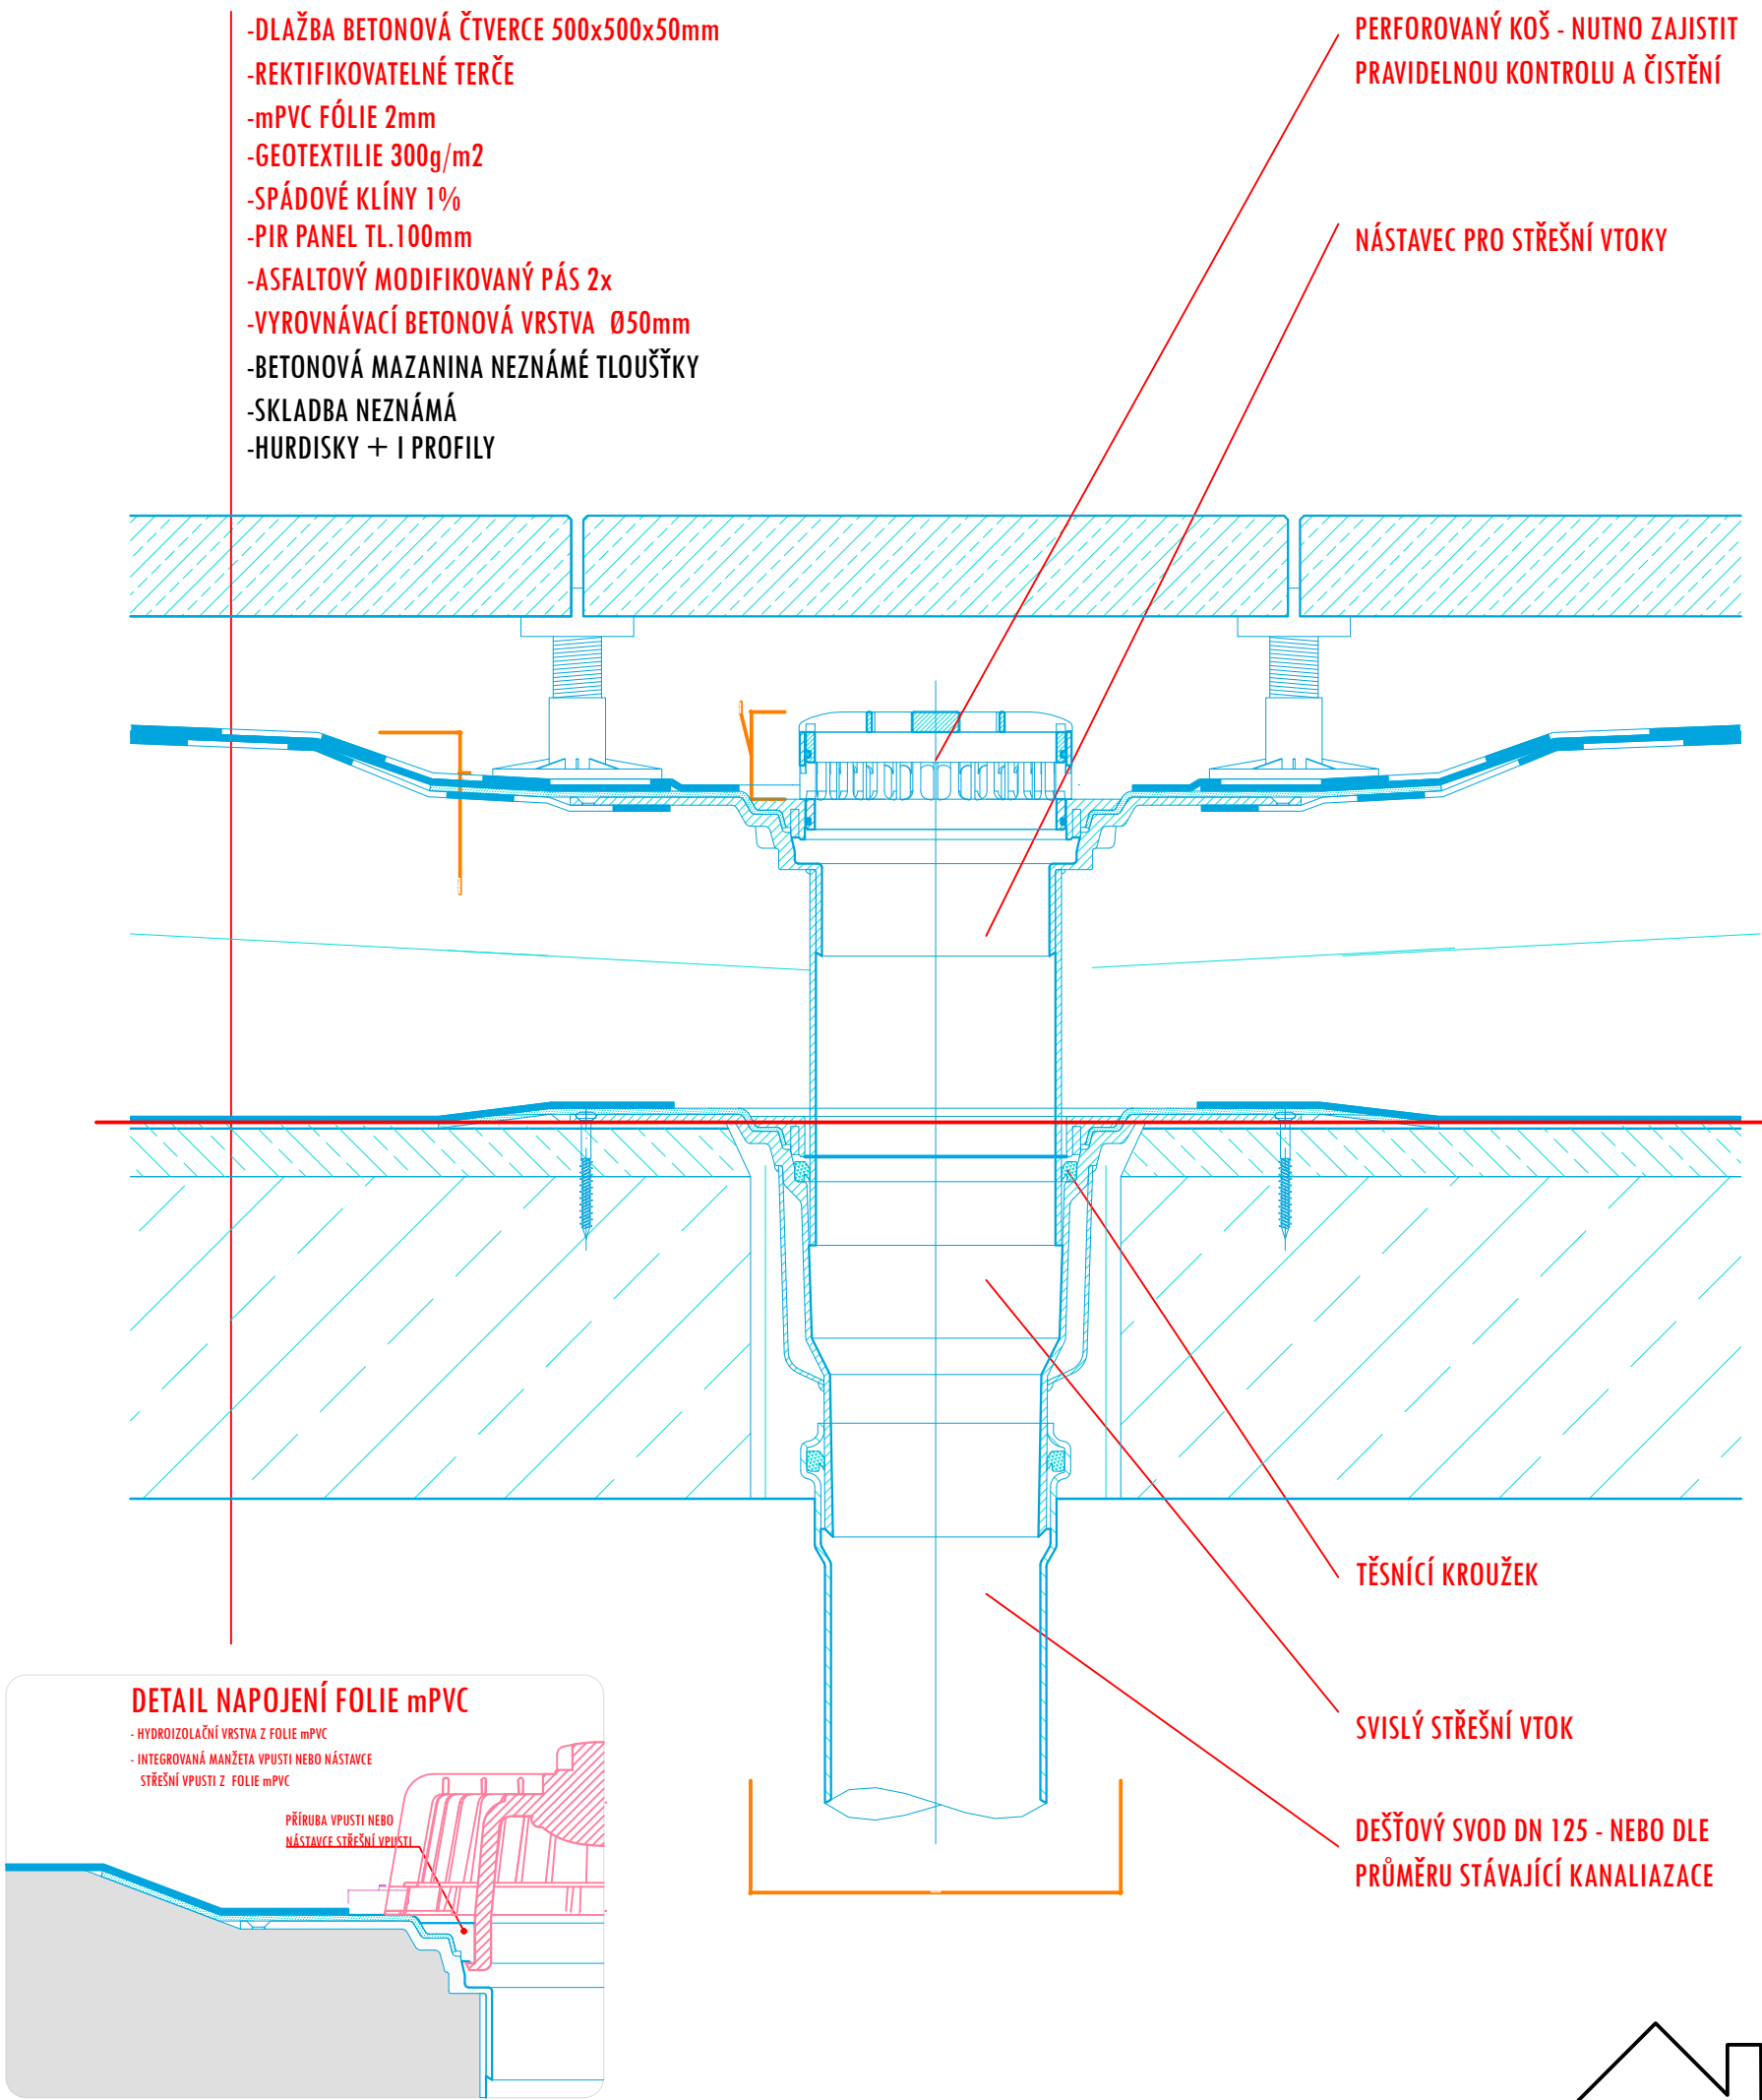 -DLAŽBA BETONOVÁ ČTVERCE 500x500x50mm
-REKTIFIKOVATELNÉ TERČE
-mPVC FÓLIE 2mm
-GEOTEXTILIE 300g/m2
-SPÁDOVÉ KLÍNY 1%
-PIR PANEL TL.100mm
-ASFALTOVÝ MODIFIKOVANÝ PÁS 2x
-VYROVNÁVACÍ BETONOVÁ VRSTVA Ø50mm
-BETONOVÁ MAZANINA NEZNÁMÉ TLOUŠŤKY
-SKLADBA NEZNÁMÁ
-HURDISKY + I PROFILY
PERFOROVANÝ KOŠ - NUTNO ZAJISTIT
PRAVIDELNOU KONTROLU A ČISTĚNÍ
NÁSTAVEC PRO STŘEŠNÍ VTOKY
TĚSNÍCÍ KROUŽEK
SVISLÝ STŘEŠNÍ VTOK
DEŠŤOVÝ SVOD DN 125 - NEBO DLE
PRŮMĚRU STÁVAJÍCÍ KANALIAZACE
DETAIL NAPOJENÍ FOLIE mPVC
- HYDROIZOLAČNÍ VRSTVA Z FOLIE mPVC
- INTEGROVANÁ MANŽETA VPUSTI NEBO NÁSTAVCE
STŘEŠNÍ VPUSTI Z FOLIE mPVC
PŘÍRUBA VPUSTI NEBO
NÁSTAVCE STŘEŠNÍ VPUSTI